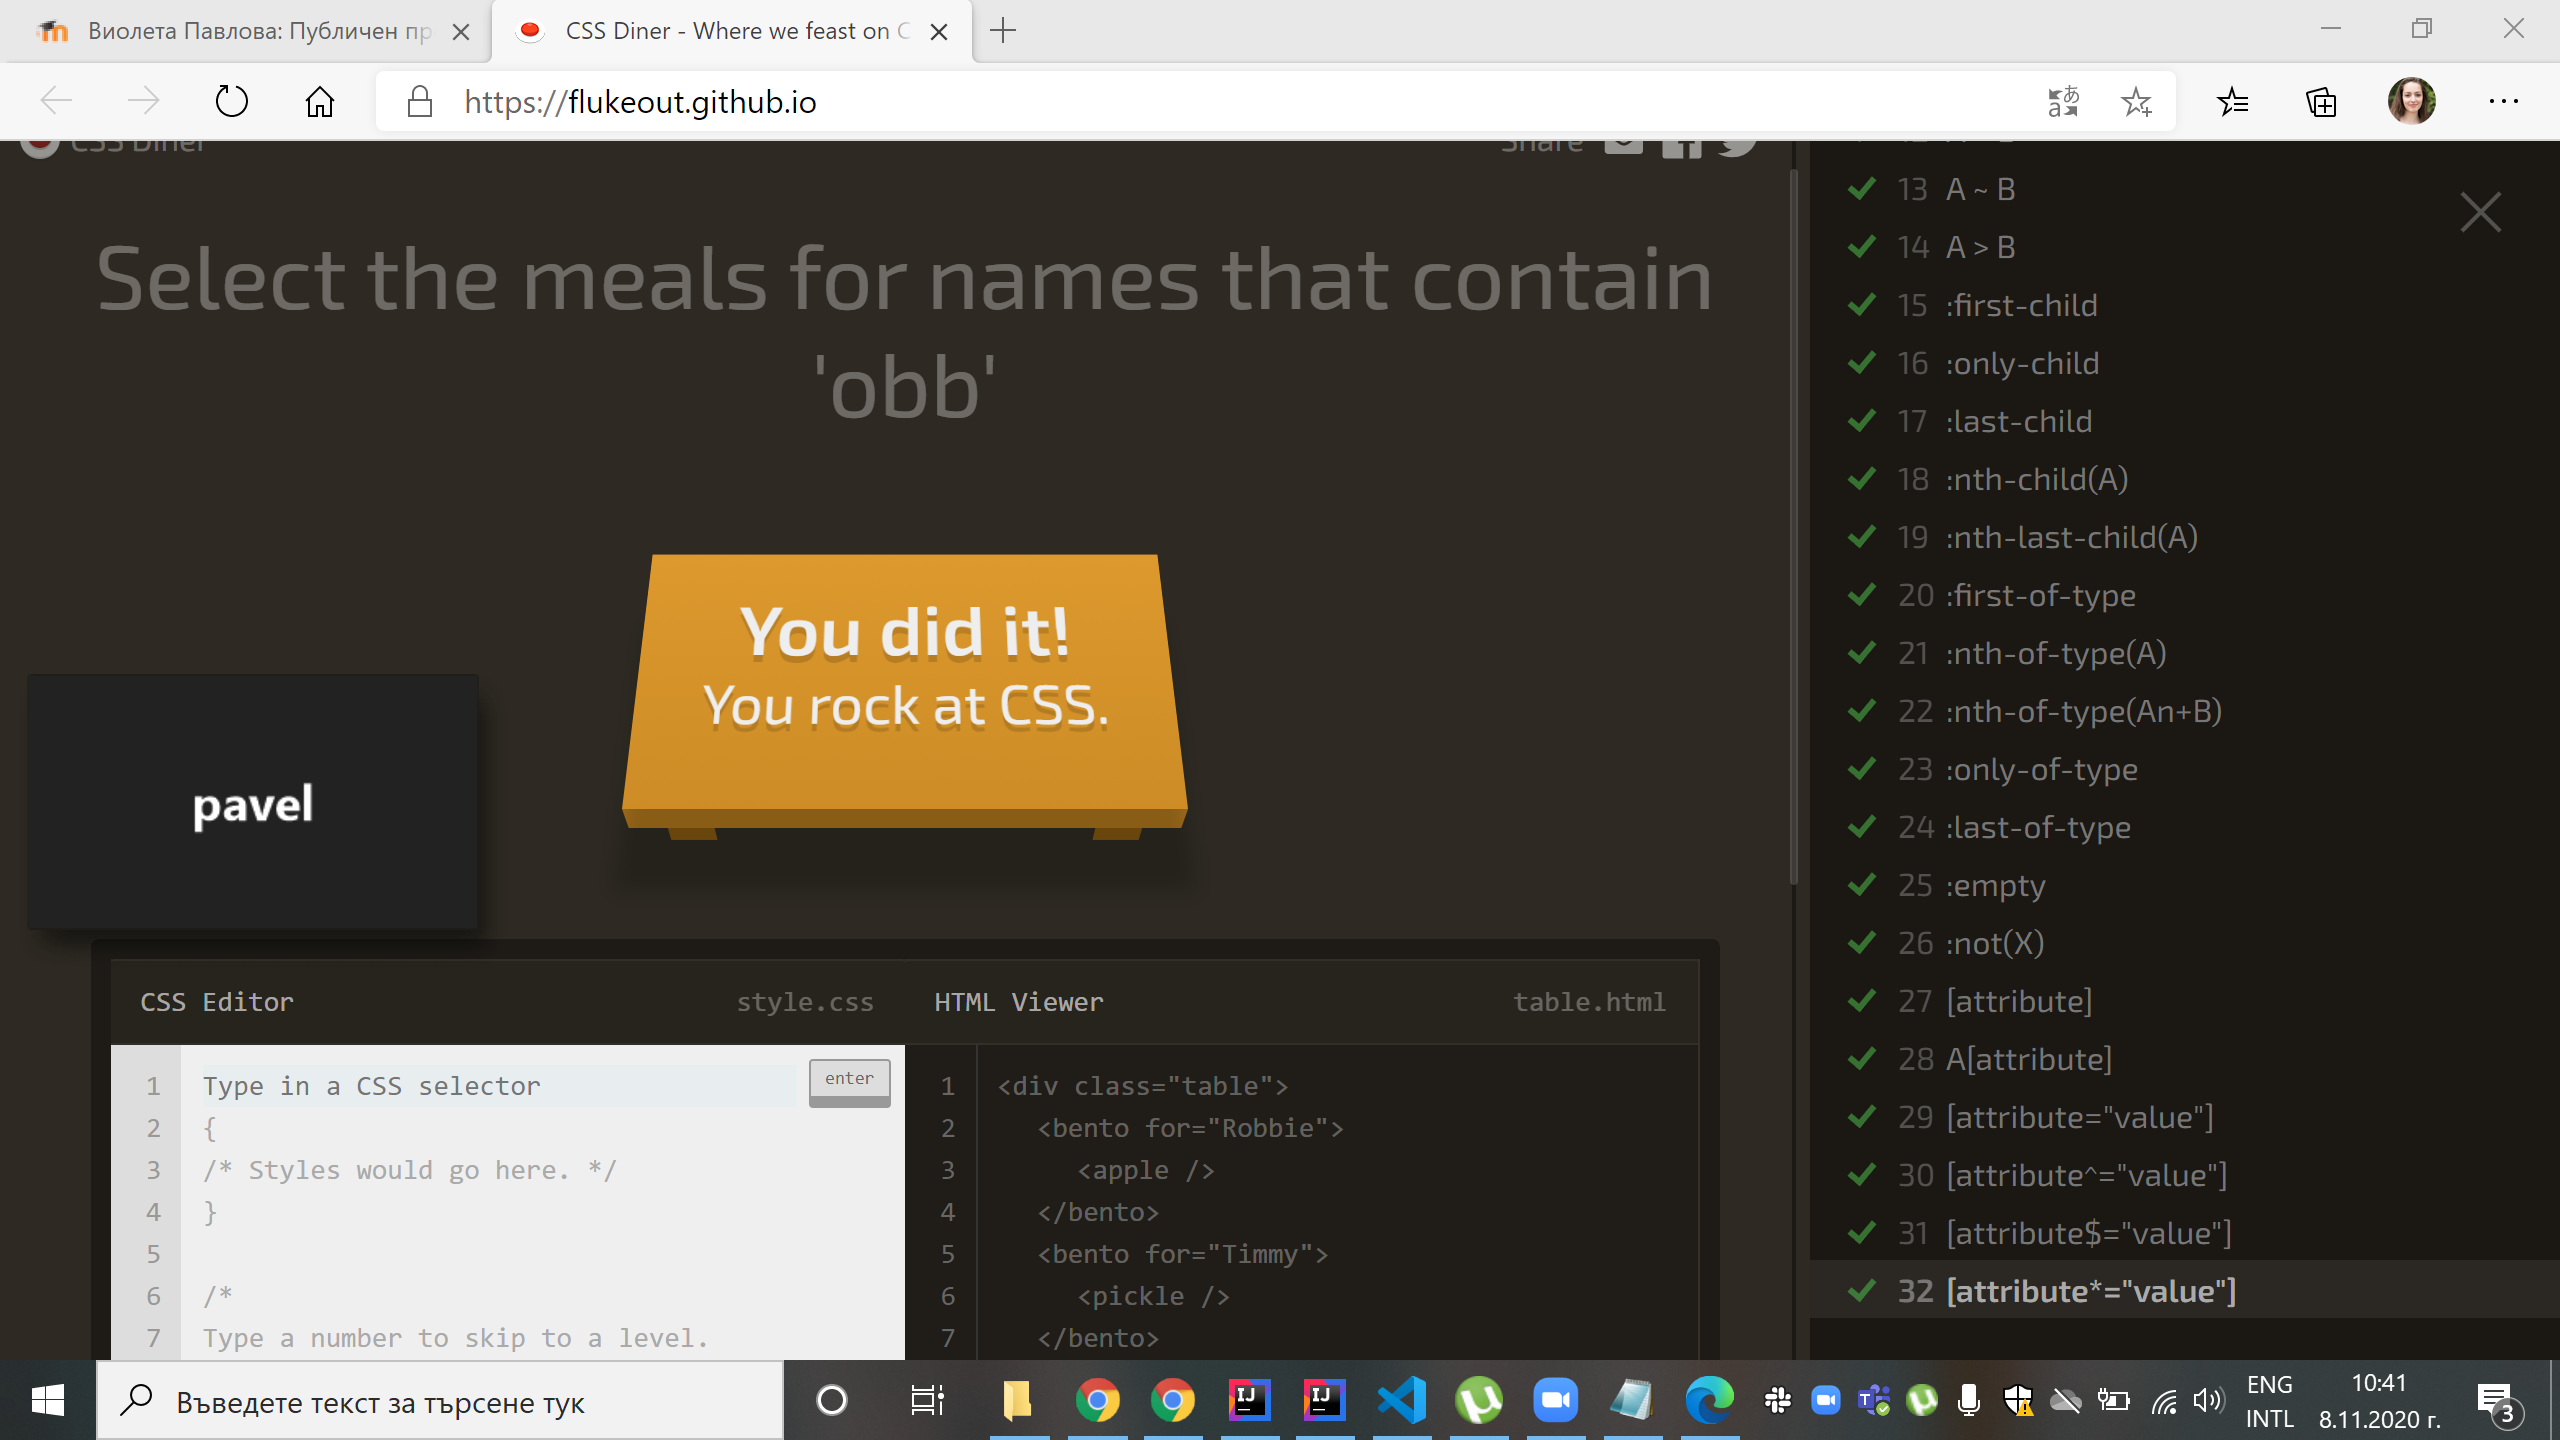 Виолета Павлова: Публичен пр
CSS Diner - Where we feast on C
https://flukeout.github.io
CSS Diner
Share
13 A ~ B
14 A > B
15 :first-child
16 :only-child
17 :last-child
18 :nth-child(A)
19 :nth-last-child(A)
20 :first-of-type
21 :nth-of-type(A)
22 :nth-of-type(An+B)
23 :only-of-type
24 :last-of-type
25 :empty
26 :not(X)
27 [attribute]
28 A[attribute]
29 [attribute="value"]
30 [attribute^="value"]
31 [attribute$="value"]
32 [attribute*="value"]
Select the meals for names that contain
'obb'
You did it!
You rock at CSS.
pavel
CSS Editor
style.css
HTML Viewer
table.html
1 Type in a CSS selector
enter
2 {
3 /* Styles would go here. */
4 }
5
6 /*
7 Type a number to skip to a level.
1 <div class="table">
2 <bento for="Robbie">
3 <apple />
4 </bento>
5 <bento for="Timmy">
6 <pickle />
7 </bento>
Въведете текст за търсене тук
ENG
INTL
10:41
8.11.2020 г.
3